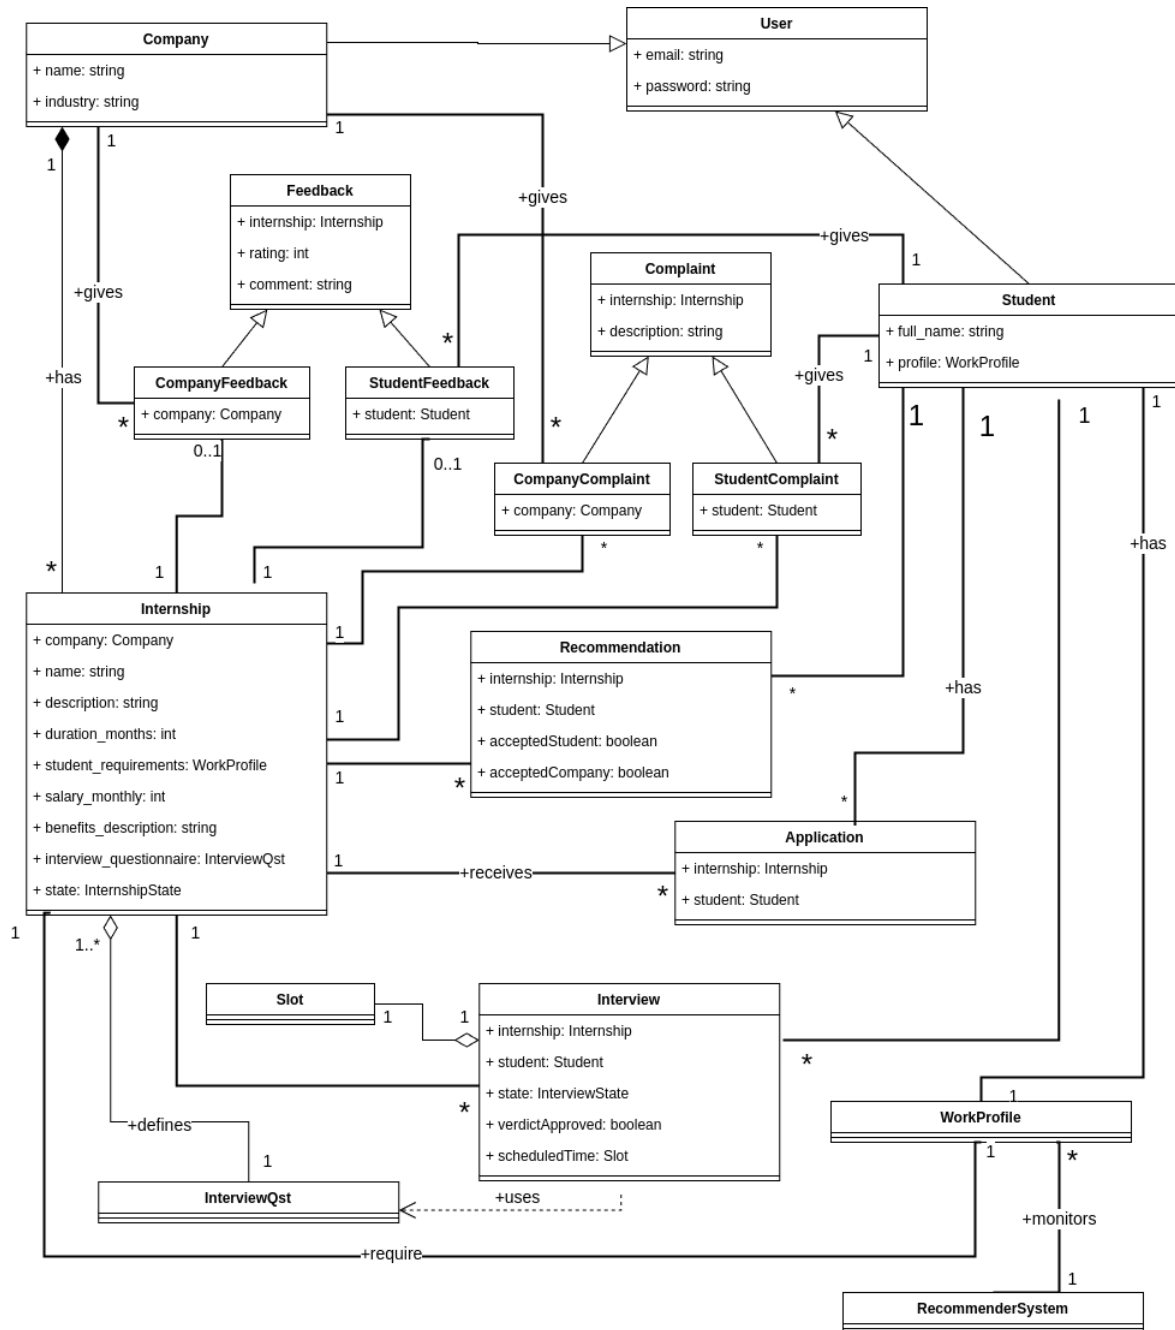 Company
+ name: string
+ industry: string
User
+ email: string
+ password: string
1
1
1
+gives
Feedback
+ internship: Internship
+ rating: int
+ comment: string
+gives
1
Complaint
+ internship: Internship
+ description: string
+gives
Student
+ full_name: string
+ profile: WorkProfile
*
1
+gives
+has
CompanyFeedback
+ company: Company
*
StudentFeedback
+ student: Student
0..1
0..1
*
*
1
1
1
1
CompanyComplaint
+ company: Company
StudentComplaint
+ student: Student
*
*
+has
*
1
1
Internship
+ company: Company
+ name: string
+ description: string
+ duration_months: int
+ student_requirements: WorkProfile
+ salary_monthly: int
+ benefits_description: string
+ interview_questionnaire: InterviewQst
+ state: InternshipState
1
1
1
*
Recommendation
+ internship: Internship
+ student: Student
+ acceptedStudent: boolean
+ acceptedCompany: boolean
*
+has
*
Application
+ internship: Internship
+ student: Student
1
+receives
*
1
1..*
1
Slot
1
1
Interview
+ internship: Internship
+ student: Student
+ state: InterviewState
+ verdictApproved: boolean
+ scheduledTime: Slot
*
*
+defines
1
InterviewQst
+uses
1
WorkProfile
1
*
+require
+monitors
1
RecommenderSystem